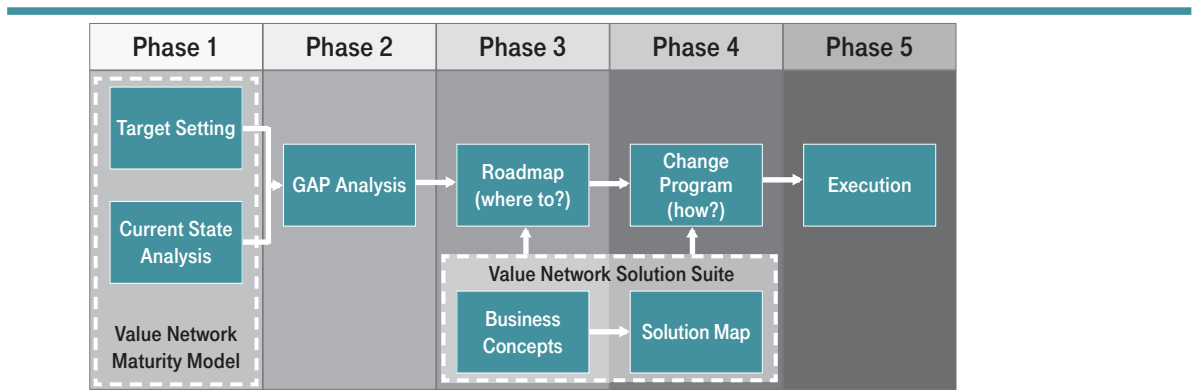 Phase 1
Phase 2
Phase 3
Phase 4
Phase 5
Target Setting
Current State
Analysis
Value Network
Maturity Model
GAP Analysis
Roadmap
(where to?)
Change
Program
(how?)
Execution
Value Network Solution Suite
Business
Concepts
Solution Map